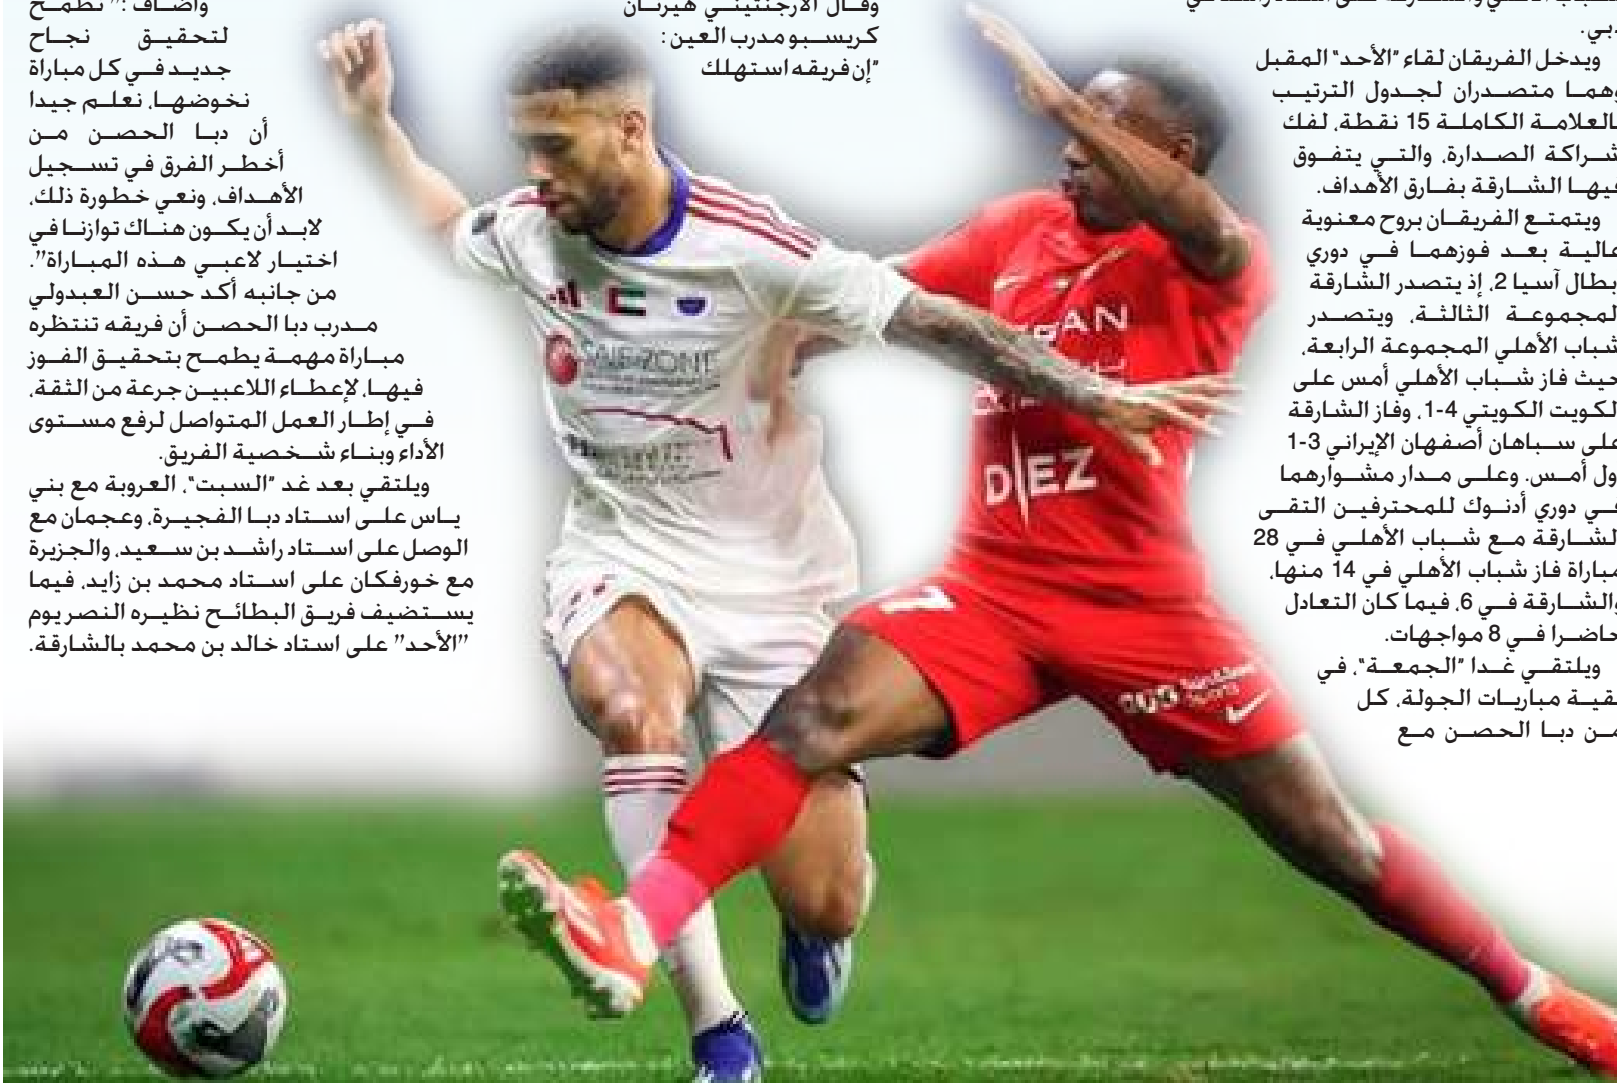 دبي.
ويدخل الفريقان لقاء "الأحد" المقبل
وهما متصدران لجدول الترتيب
بالعلامة الكاملة 15 نقطة، لفك
شراكة الصدارة، والتي يتفوق
فيها الشارقة بفارق الأهداف.
ويتمتع الفريقان بروح معنوية
عالية بعد فوزهما في دوري
أبطال آسيا 2، إذ يتصدر الشارقة
المجموعة الثالثة، ويتصدر
شباب الأهلي المجموعة الرابعة،
حيث فاز شباب الأهلي أمس على
الكويت الكويتي 4-1، وفاز الشارقة
على سباهان أصفهان الإيراني 3-1
أول أمس. وعلى مدار مشوارهما
في دوري أدنوك للمحترفين التقى
الشارقة مع شباب الأهلي في 28
مباراة فاز شباب الأهلي في 14 منها،
والشارقة في 6، فيما كان التعادل
حاضرا في 8 مواجهات.
ويلتقي غدا "الجمعة"، في
بقية مباريات الجولة، كل
من دبا الحصن مع
وقال الأرجنتيني هيرنان
كريسبو مدرب العين :
"إن فريقه استهلك
وأضاف :" نطمح
لتحقيق نجاح
جديد في كل مباراة
نخوضها، نعلم جيدا
أن دبا الحصن من
أخطر الفرق في تسجيل
الأهداف، ونعي خطورة ذلك،
لابد أن يكون هناك توازنا في
اختيار لاعبي هذه المباراة".
من جانبه أكد حسن العبدولي
مدرب دبا الحصن أن فريقه تنتظره
مباراة مهمة يطمح بتحقيق الفوز
فيها، لإعطاء اللاعبين جرعة من الثقة،
في إطار العمل المتواصل لرفع مستوى
الأداء وبناء شخصية الفريق.
ويلتقي بعد غد "السبت"، العروبة مع بني
ياس على استاد دبا الفجيرة، وعجمان مع
الوصل على استاد راشد بن سعيد، والجزيرة
مع خورفكان على استاد محمد بن زايد، فيما
يستضيف فريق البطائح نظيره النصر يوم
"الأحد" على استاد خالد بن محمد بالشارقة.
SAIF ZONE
DIEZ
7